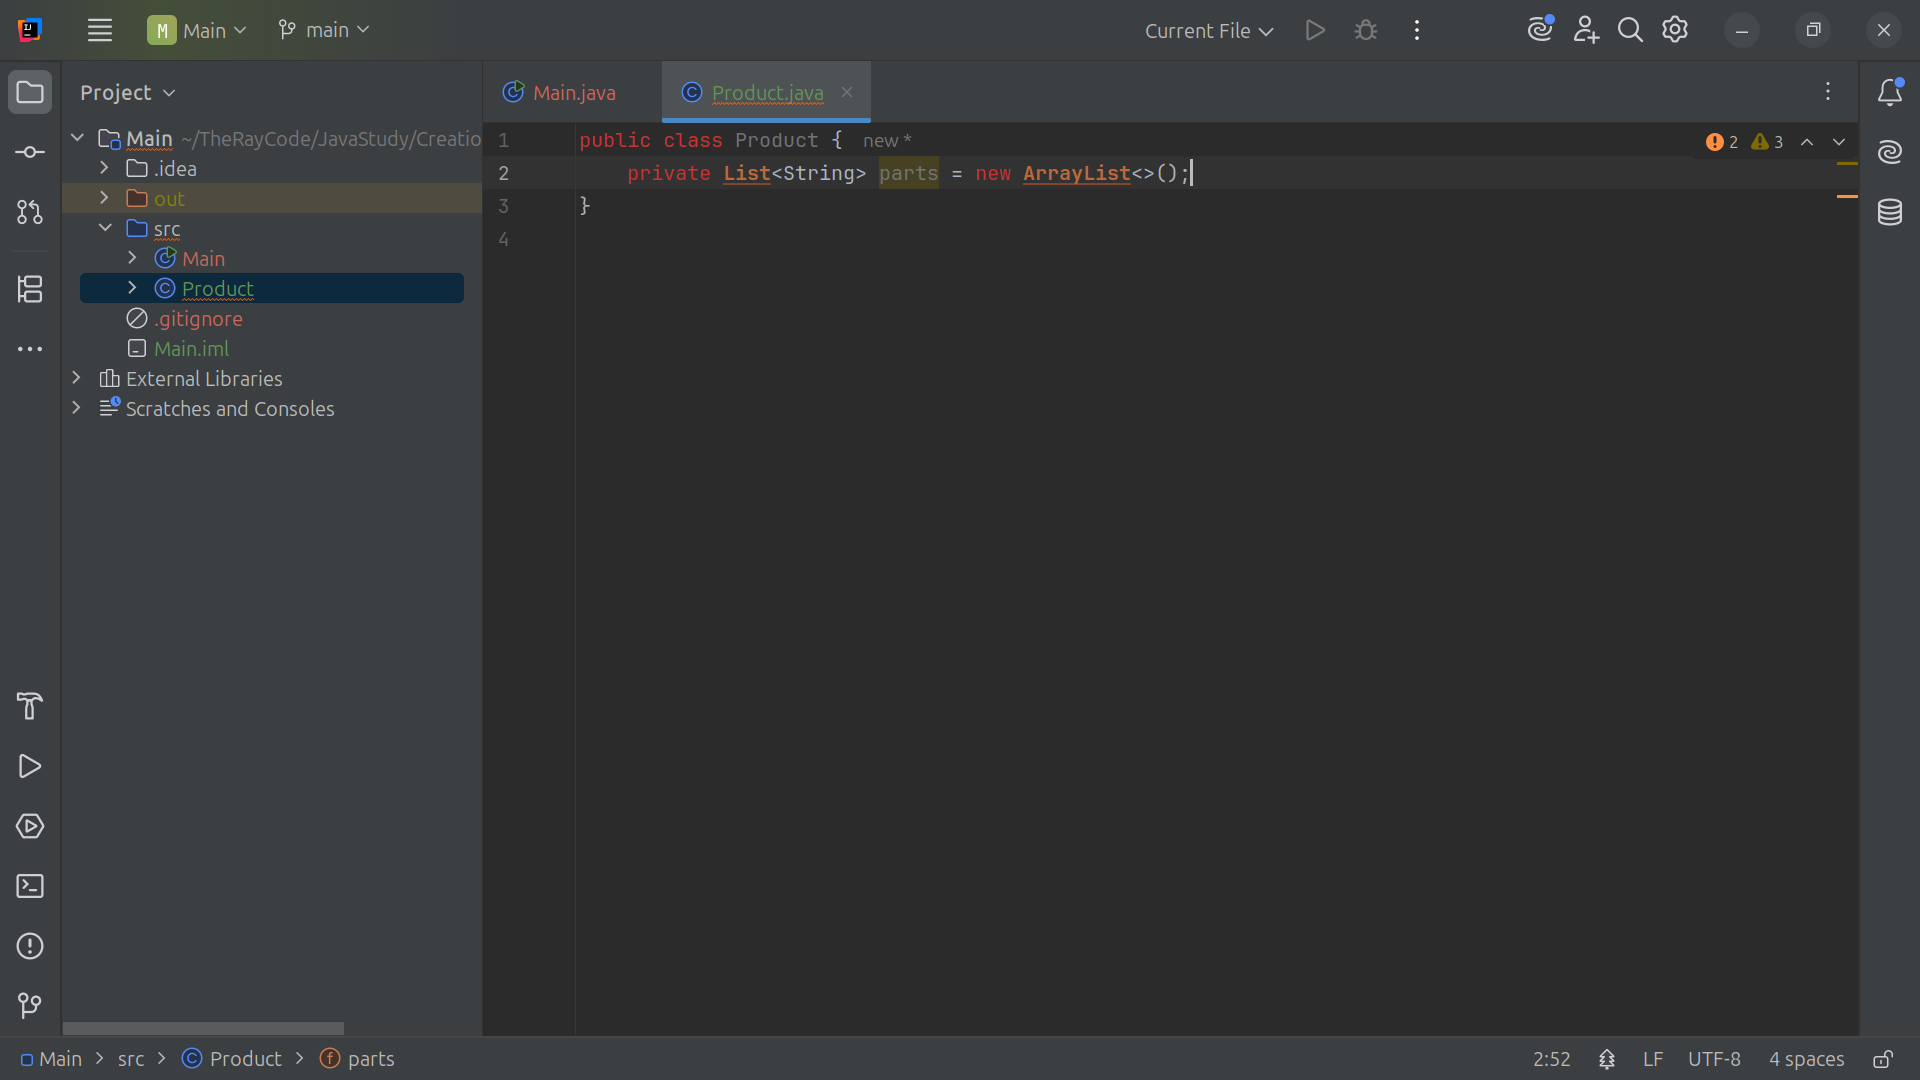 M Main
main
Current File
Project
Main.java
Product.java
Main ~/TheRayCode/JavaStudy/Creatio
.idea
out
src
Main
Product
.gitignore
Main.iml
External Libraries
Scratches and Consoles
1 public class Product { new *
2 private List<String> parts = new ArrayList<>();
3 }
4
2 3
Main > src > Product > parts
2:52 LF UTF-8 4 spaces